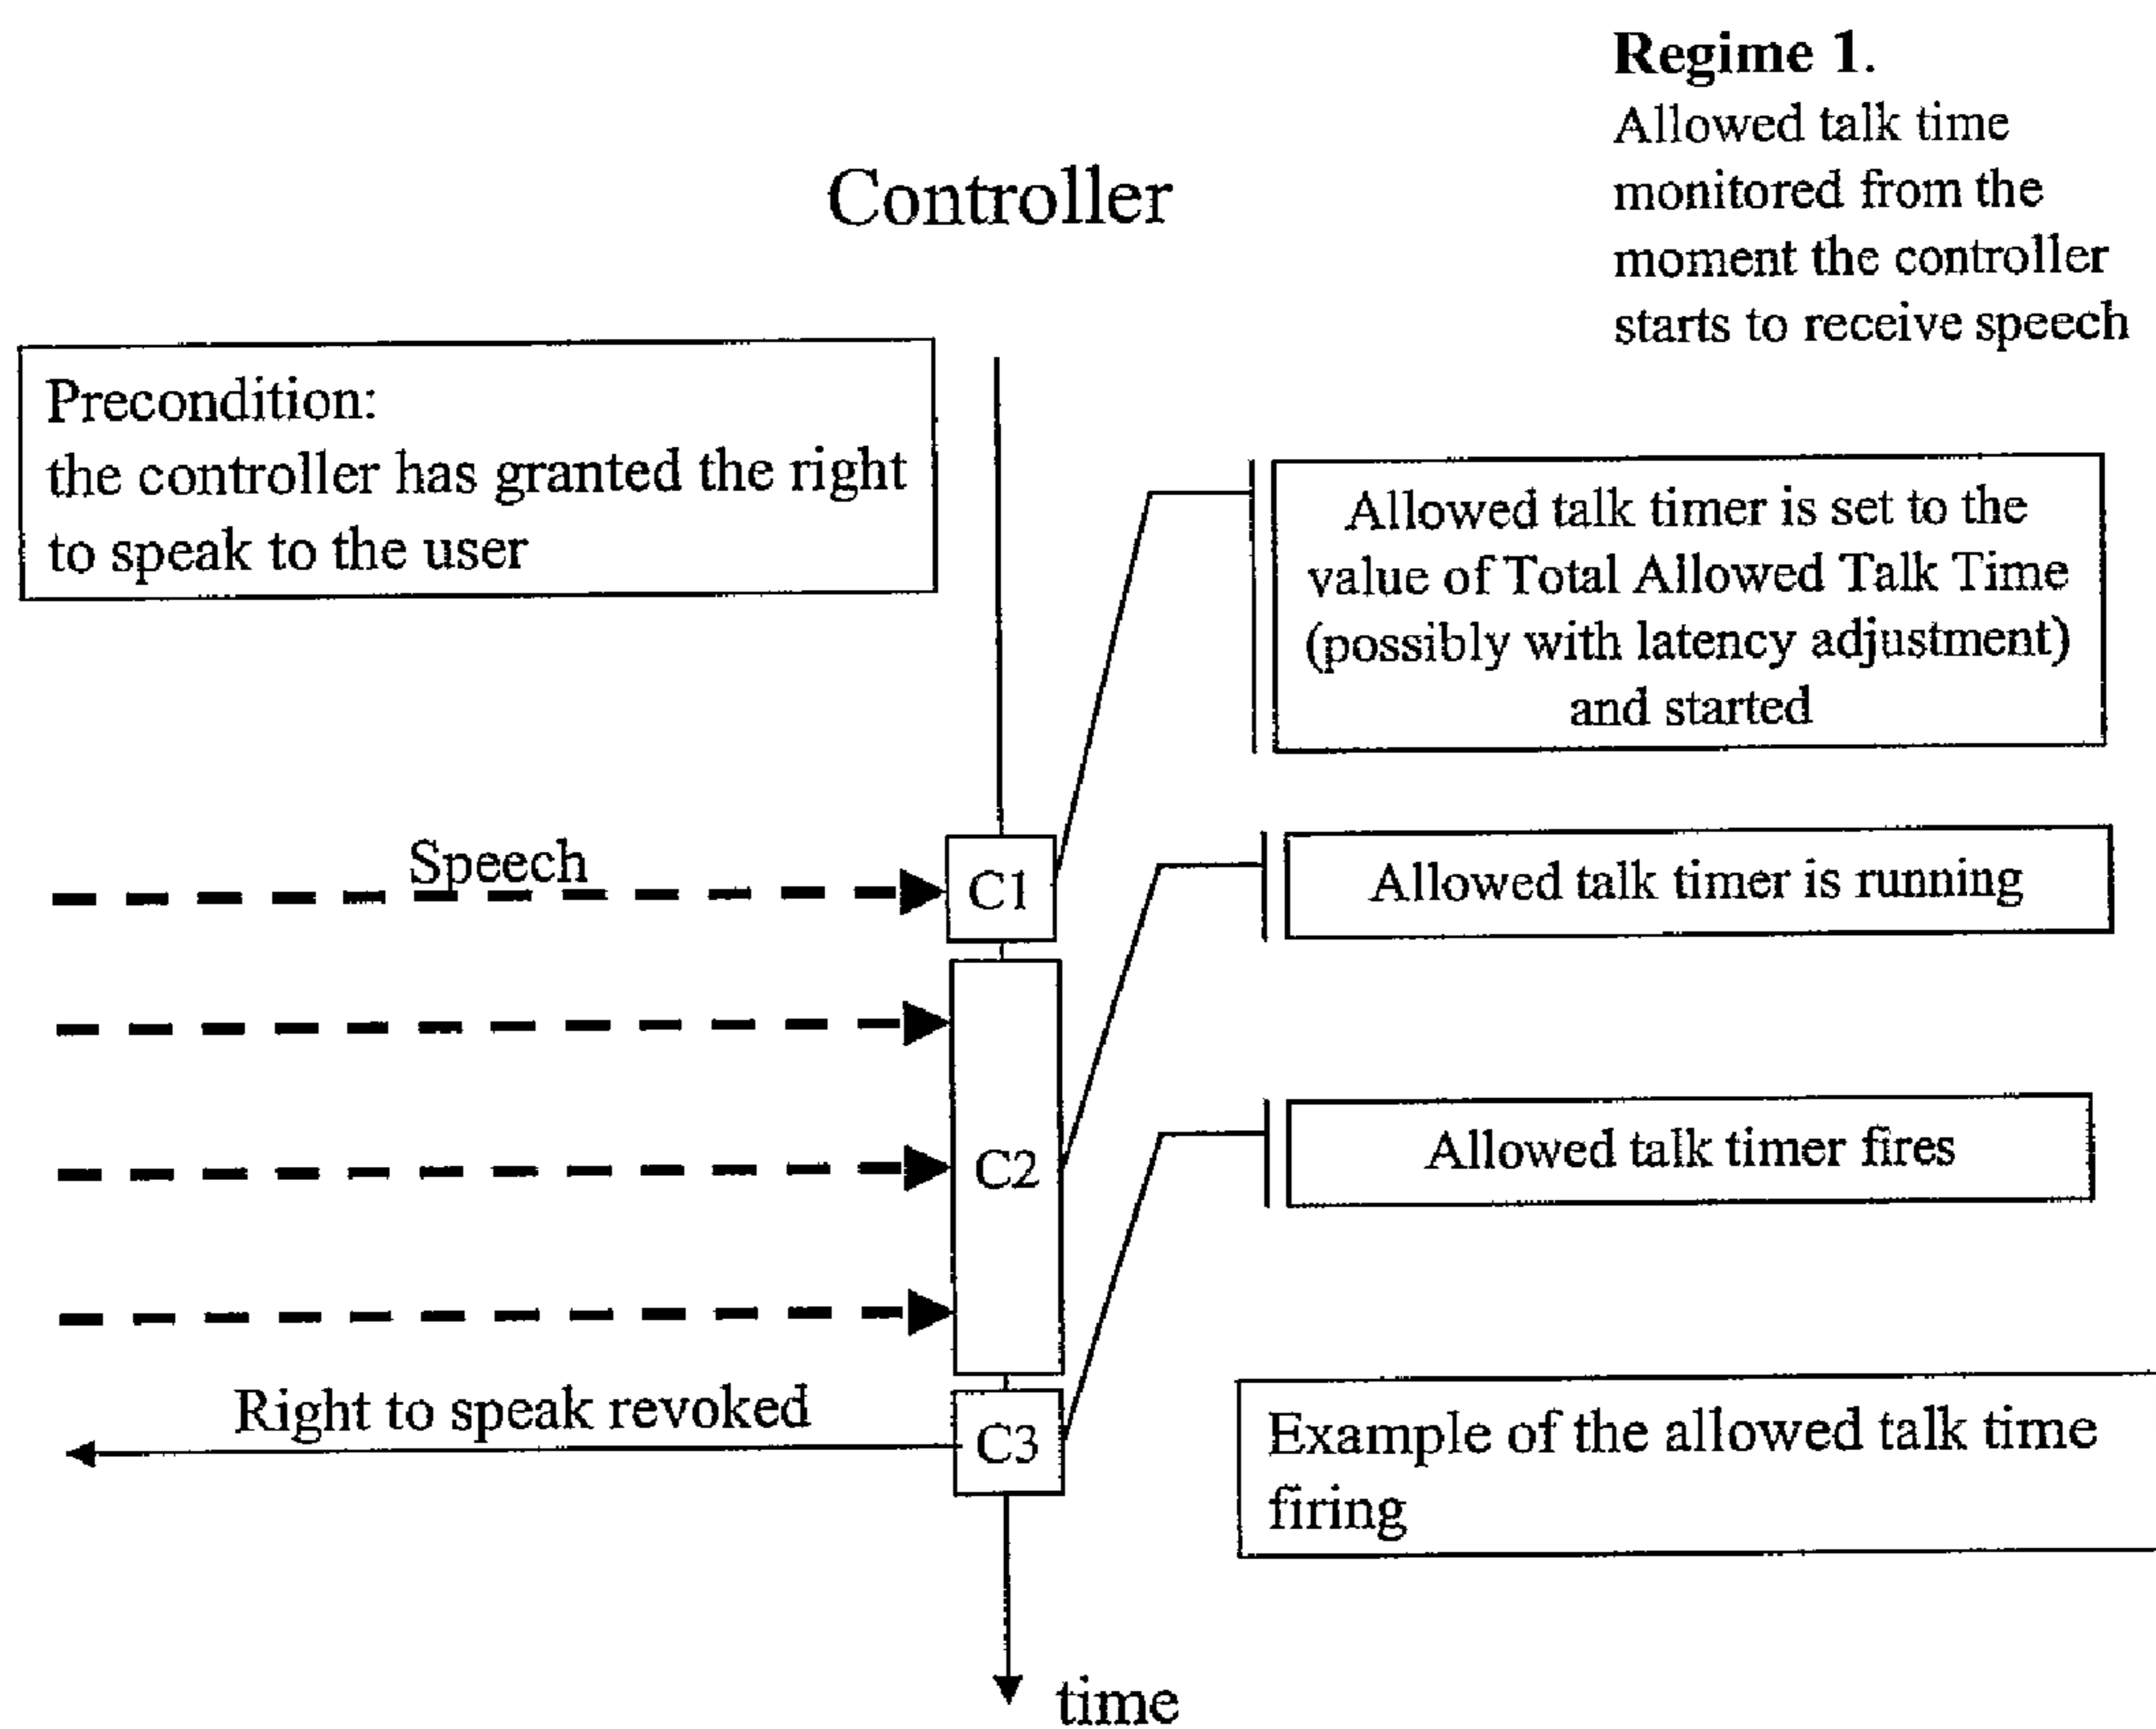 Regime 1.
Allowed talk time
monitored from the
moment the controller
starts to receive speech
Controller
Precondition:
the controller has granted the right
to speak to the user
Allowed talk timer is set to the
value of Total Allowed Talk Time
(possibly with latency adjustment)
and started
Speech
C1
Allowed talk timer is running
C2
Allowed talk timer fires
Right to speak revoked
C3
Example of the allowed talk time
firing
time